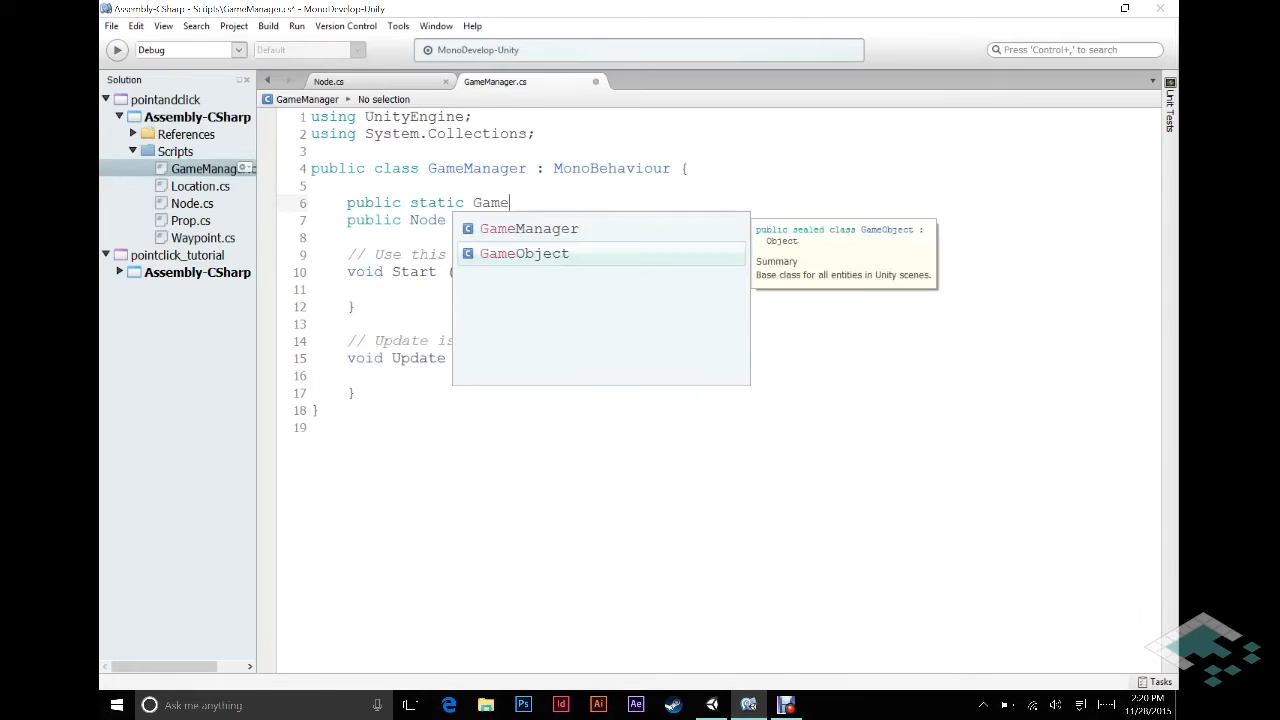 Assembly-CSharp - Scripts\GameManager.cs* - MonoDevelop-Unity
File Edit View Search Project Build Run Version Control Tools Window Help
Debug
Default
MonoDevelop-Unity
Press 'Control+,' to search
Solution
Node.cs
GameManager.cs
pointandclick
Assembly-CSharp
References
Scripts
GameManag
Location.cs
Node.cs
Prop.cs
Waypoint.cs
pointclick_tutorial
Assembly-CSharp
GameManager
No selection
1 using UnityEngine;
2 using System.Collections;
3
4 public class GameManager : MonoBehaviour {
5
6 public static Game
7 public Node
8
9 // Use this
10 void Start (
11
12 }
13
14 // Update is
15 void Update
16
17 }
18 }
19
GameManager
GameObject
public sealed class GameObject :
Object
Summary
Base class for all entities in Unity scenes.
Unit Tests
Tasks
Ask me anything
Ps
Id
Ai
Ae
2:20 PM
11/28/2015